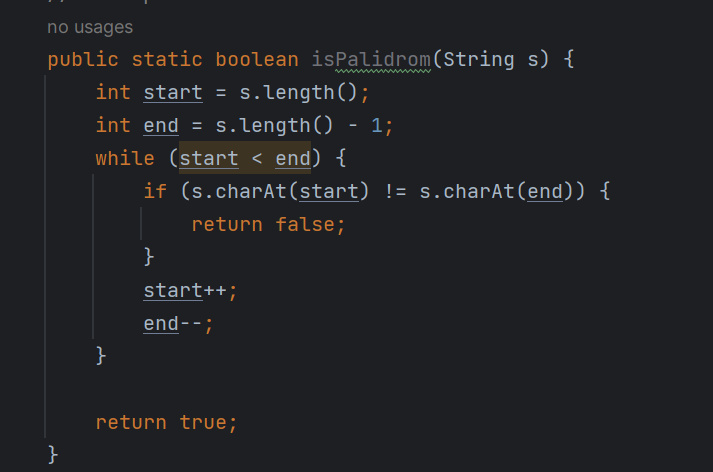 no usages
public static boolean isPalidrom(String s) {
int start = s.length();
int end = s.length() - 1;
while (start < end) {
if (s.charAt(start) != s.charAt(end)) {
return false;
}
start++;
end--;
}
return true;
}